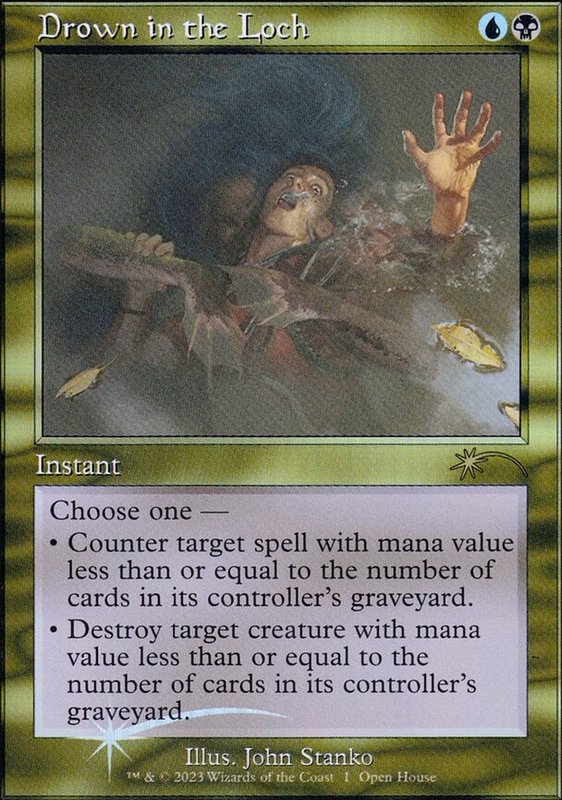 Drown in the Loch
Instant
Choose one —
• Counter target spell with mana value
less than or equal to the number of
cards in its controller's graveyard.
• Destroy target creature with mana
value less than or equal to the
number of cards in its controller's
graveyard.
Illus. John Stanko
™ & © 2023 Wizards of the Coast 1 Open House